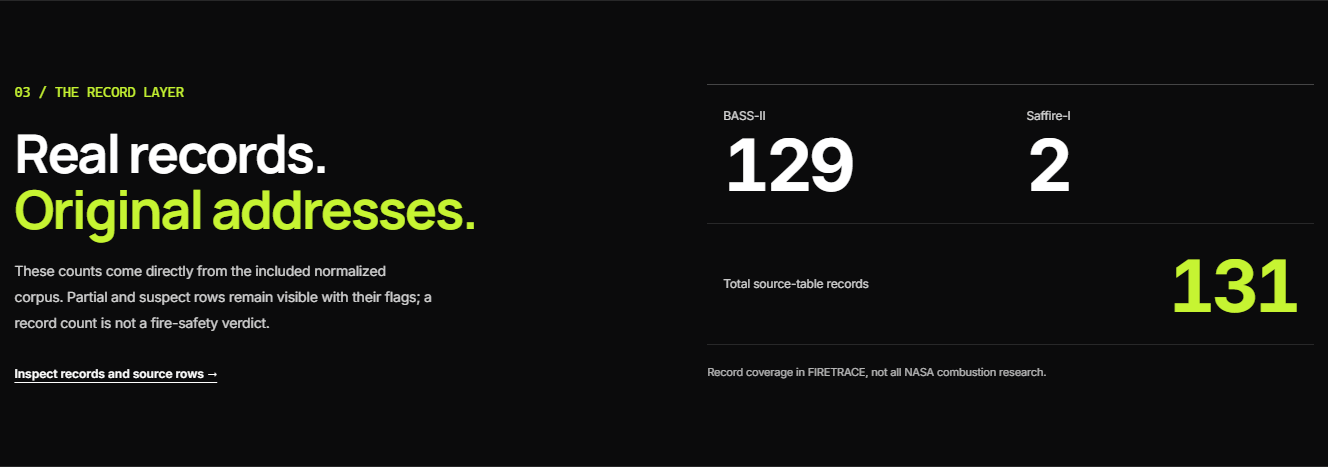 03 / THE RECORD LAYER
Real records.
Original addresses.
These counts come directly from the included normalized
corpus. Partial and suspect rows remain visible with their flags; a
record count is not a fire-safety verdict.
Inspect records and source rows →
BASS-II
129
Saffire-I
2
Total source-table records
131
Record coverage in FIRETRACE, not all NASA combustion research.